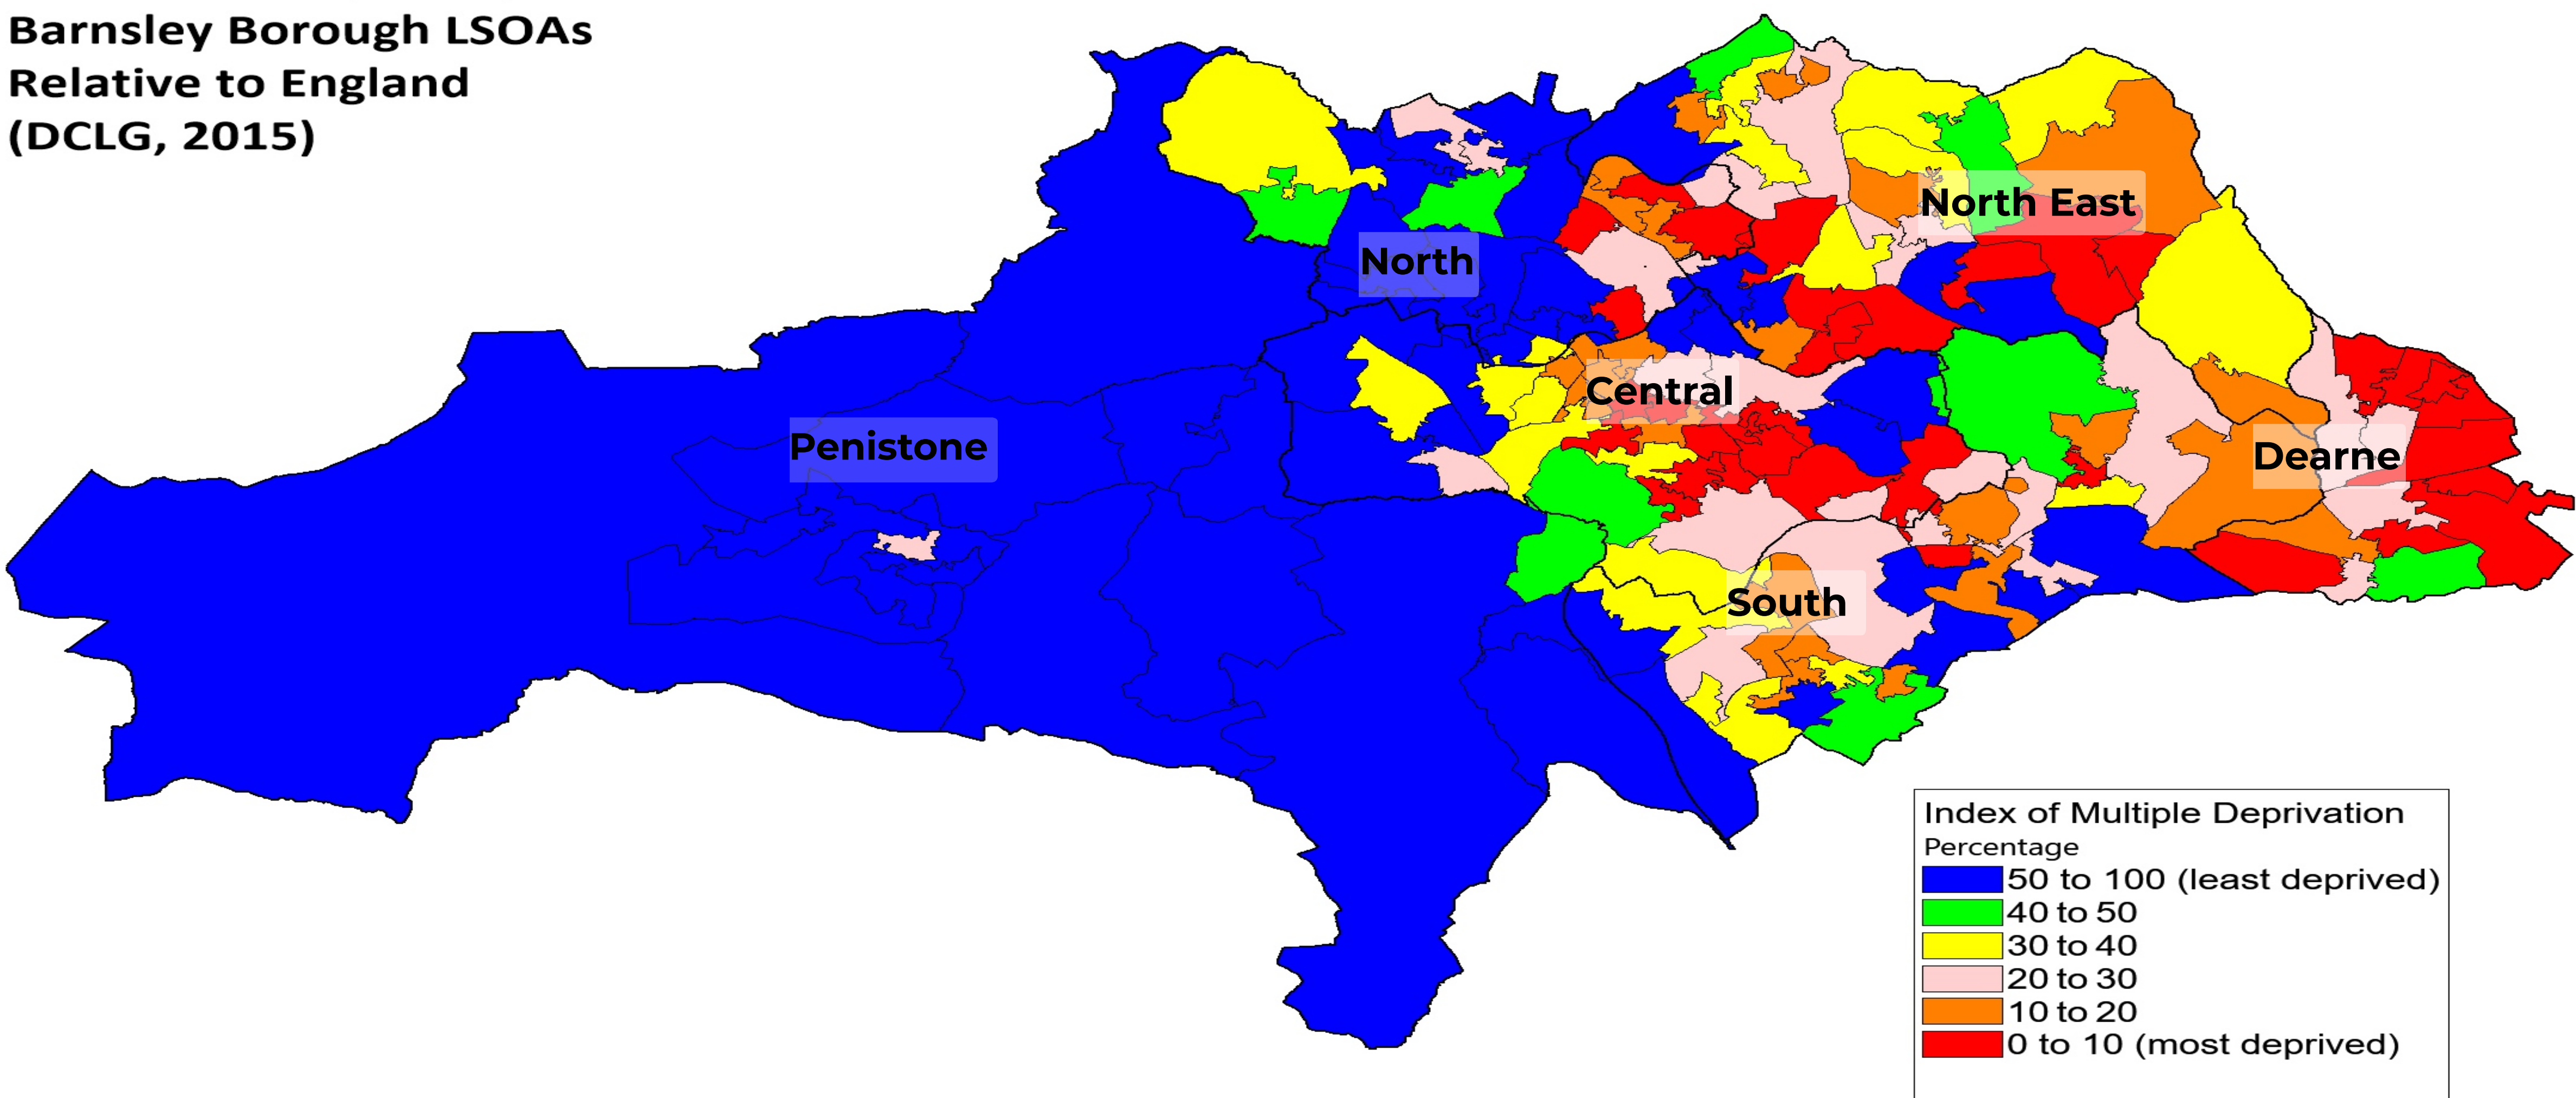 Barnsley Borough LSOAs
Relative to England
(DCLG, 2015)
North East
North
Central
Penistone
Dearne
South
Index of Multiple Deprivation
Percentage
50 to 100 (least deprived)
40 to 50
30 to 40
20 to 30
10 to 20
0 to 10 (most deprived)